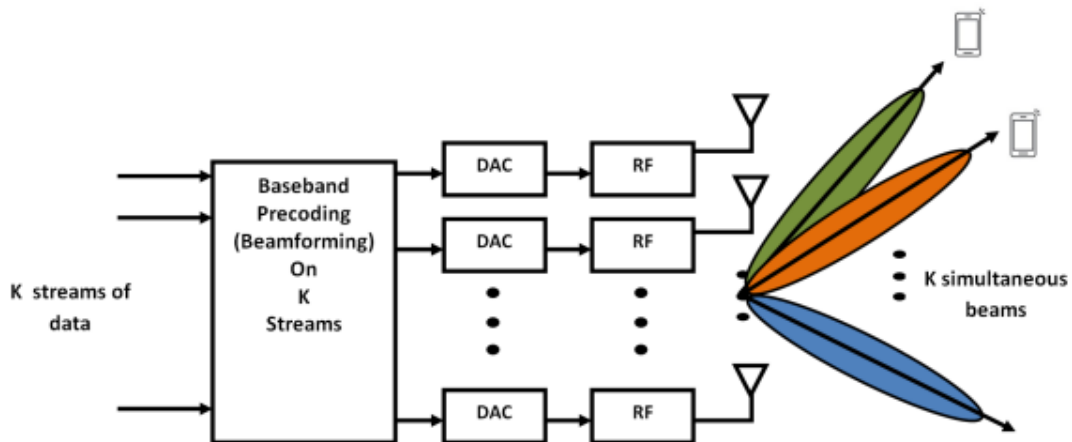 K streams of
data
Baseband
Precoding
(Beamforming)
On
K
Streams
DAC
RF
DAC
RF
DAC
RF
K simultaneous
beams